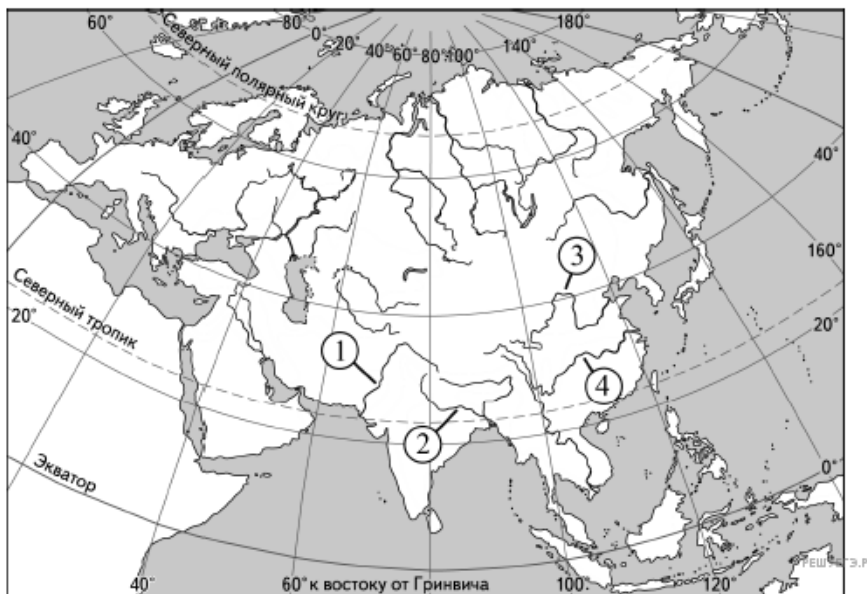 60° 80° 180°
0° 20° 40° 60° 80° 100° 140°
Северный полярный круг
40° 40°
60°
160°
3
Северный тропик
20° 20°
1
4
2
Экватор 0°
40° 60° к востоку от Гринвича 100° 120°